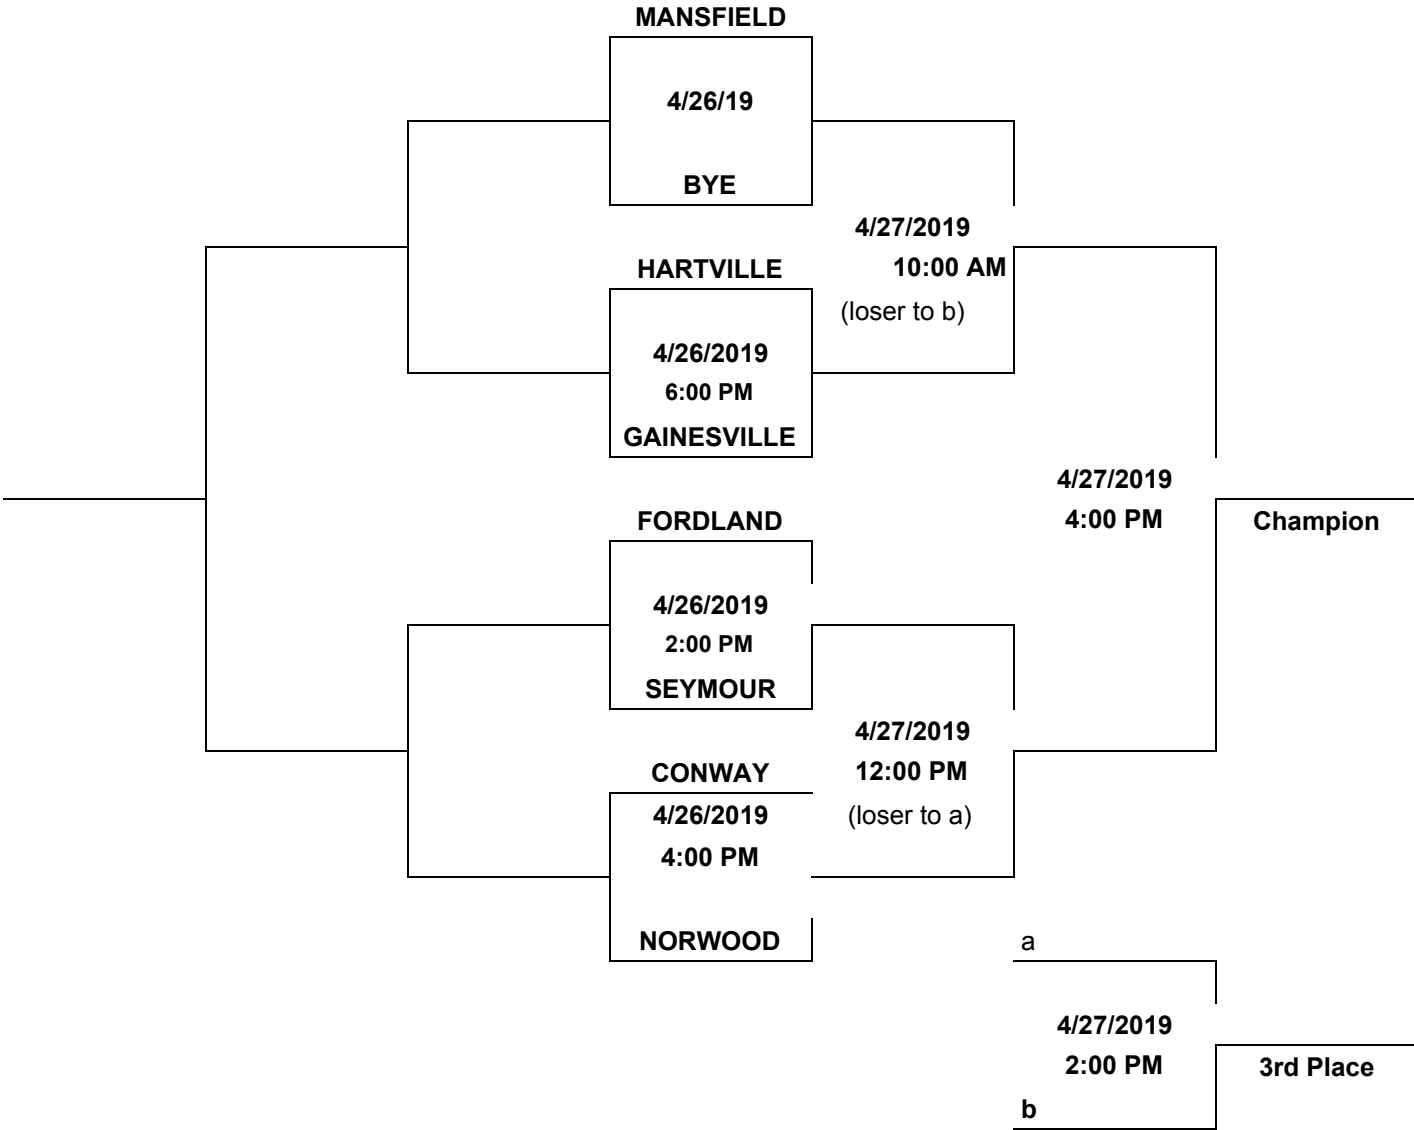 MANSFIELD
4/26/19
BYE
4/27/2019
HARTVILLE
10:00 AM
(loser to b)
4/26/2019
6:00 PM
GAINESVILLE
4/27/2019
FORDLAND
4:00 PM
Champion
4/26/2019
2:00 PM
SEYMOUR
4/27/2019
CONWAY
12:00 PM
4/26/2019
(loser to a)
4:00 PM
NORWOOD
a
4/27/2019
2:00 PM
3rd Place
b